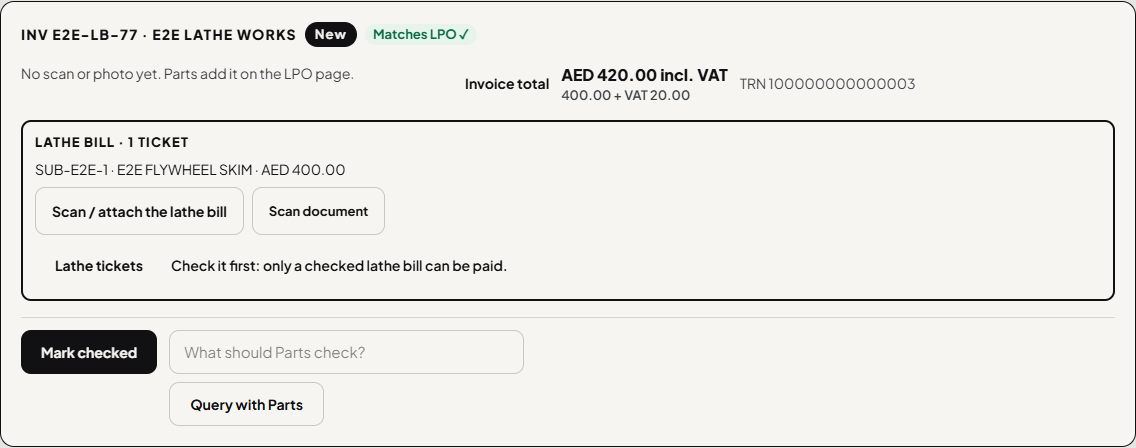 INV E2E-LB-77 · E2E LATHE WORKS New Matches LPO ✓
No scan or photo yet. Parts add it on the LPO page.
Invoice total AED 420.00 incl. VAT TRN 100000000000003
400.00 + VAT 20.00
LATHE BILL · 1 TICKET
SUB-E2E-1 · E2E FLYWHEEL SKIM · AED 400.00
Scan / attach the lathe bill Scan document
Lathe tickets Check it first: only a checked lathe bill can be paid.
Mark checked What should Parts check?
Query with Parts